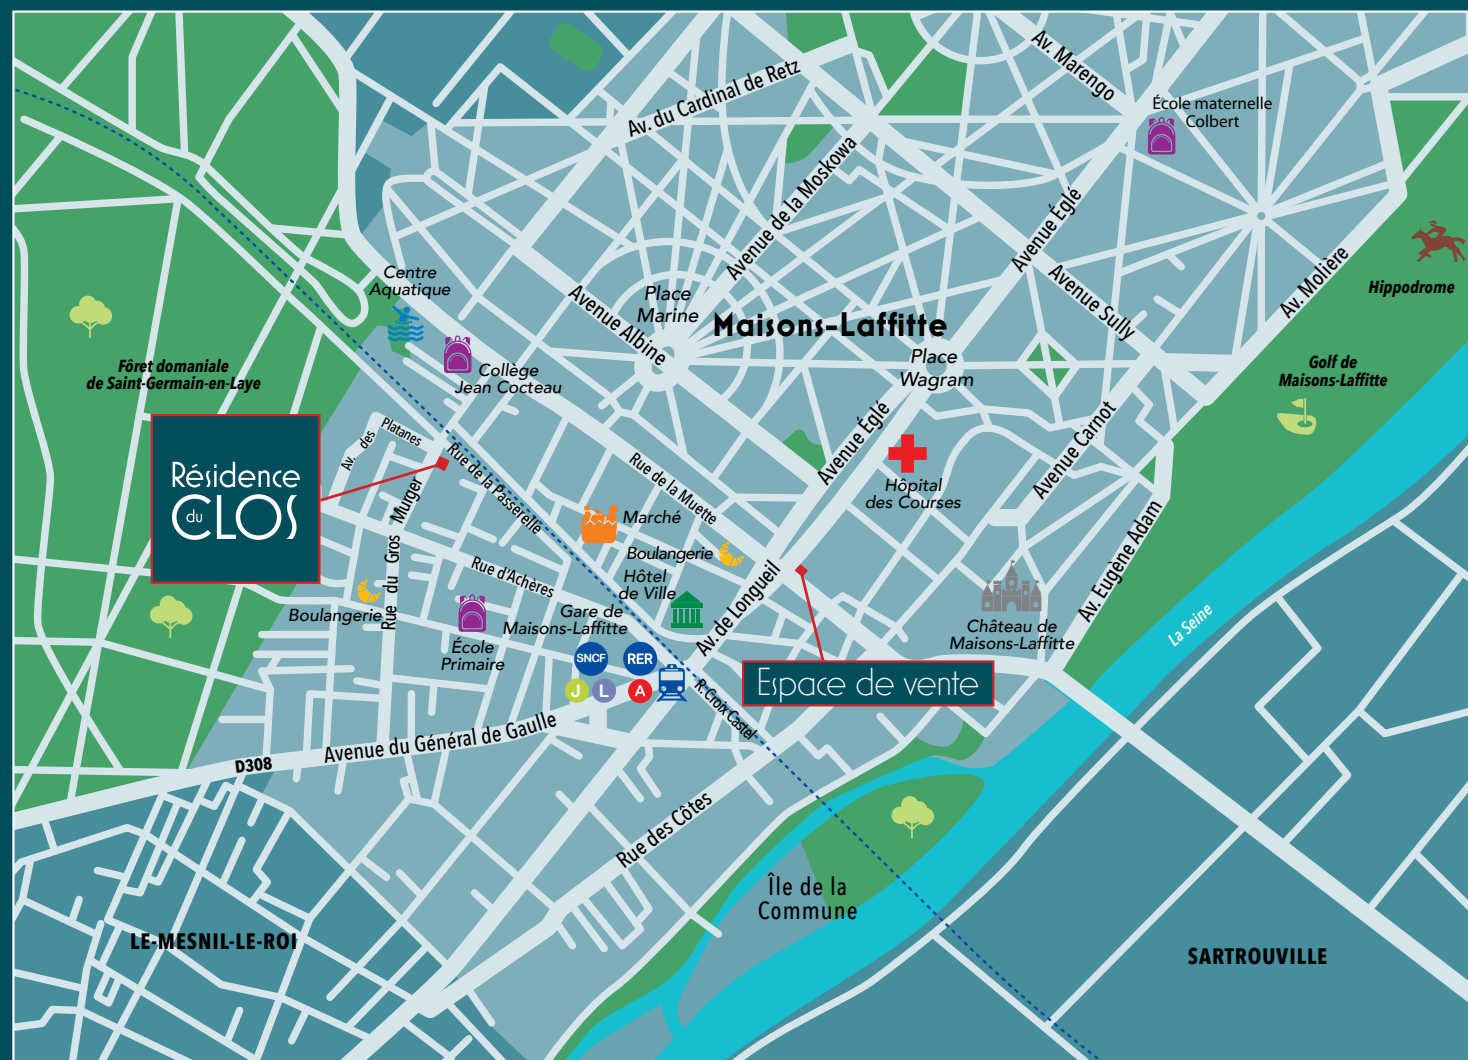 Av. Marengo
Av. du Cardinal de Retz
École maternelle
Colbert
Avenue de la Moskowa
Avenue Églé
Centre
Aquatique
Place
Marine
Avenue Albine
Maisons-Laffitte
Avenue Sully
Av. Molière
Hippodrome
Fôret domaniale
de Saint-Germain-en-Laye
Collège
Jean Cocteau
Place
Wagram
Golf de
Maisons-Laffitte
Résidence
du
CLOS
Av. des Platanes
Rue de la Passerelle
Rue de la Muette
Avenue Églé
Hôpital
des Courses
Avenue Carnot
Rue du Gros Murger
Marché
Boulangerie
Hôtel
de Ville
Rue d'Achères
Av. de Longueil
Av. Eugène Adam
Boulangerie
École
Primaire
Gare de
Maisons-Laffitte
SNCF
RER
J
L
A
R. Croix Castel
Espace de vente
Château de
Maisons-Laffitte
La Seine
D308
Avenue du Général de Gaulle
Rue des Côtes
Île de la
Commune
LE-MESNIL-LE-ROI
SARTROUVILLE